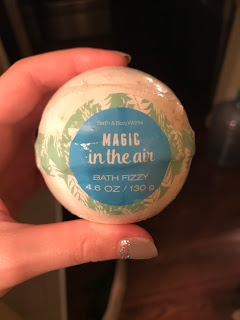 Bath & Body Works
MAGIC
in the air
BATH FIZZY
4.6 OZ / 130 g